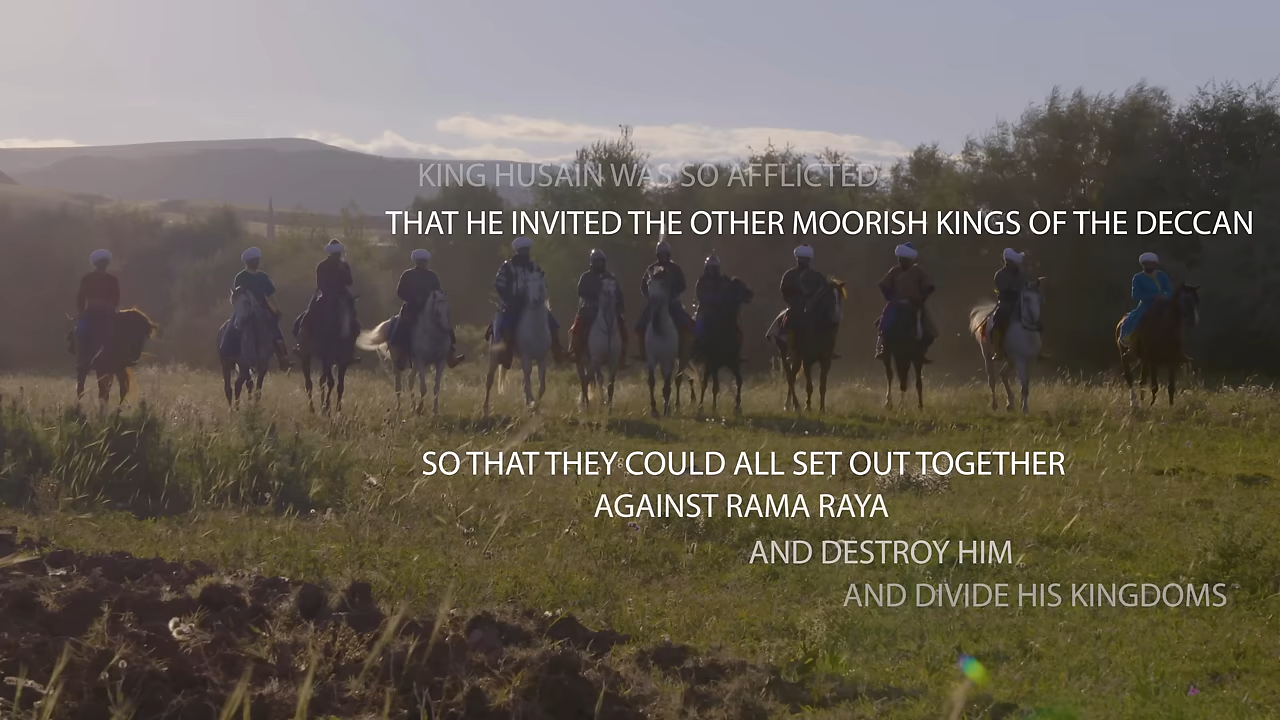 KING HUSAIN WAS SO AFFLICTED
THAT HE INVITED THE OTHER MOORISH KINGS OF THE DECCAN
SO THAT THEY COULD ALL SET OUT TOGETHER
AGAINST RAMA RAYA
AND DESTROY HIM
AND DIVIDE HIS KINGDOMS